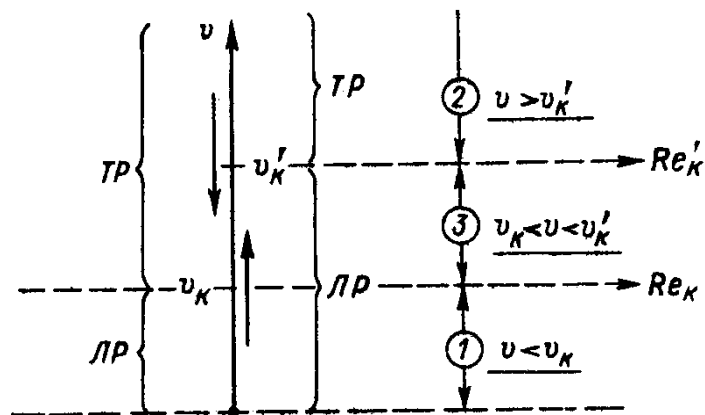 υ
ТР
② υ > υ'к
ТР
υ'к
Re'к
③ υк < υ < υ'к
υк
ЛР
Reк
ЛР
① υ < υк